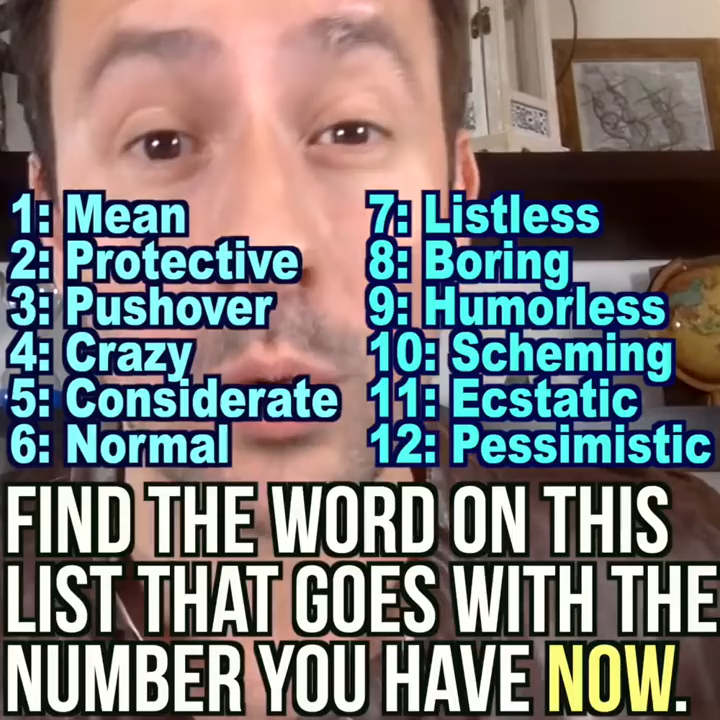 1: Mean
2: Protective
3: Pushover
4: Crazy
5: Considerate
6: Normal
7: Listless
8: Boring
9: Humorless
10: Scheming
11: Ecstatic
12: Pessimistic
FIND THE WORD ON THIS
LIST THAT GOES WITH THE
NUMBER YOU HAVE NOW.